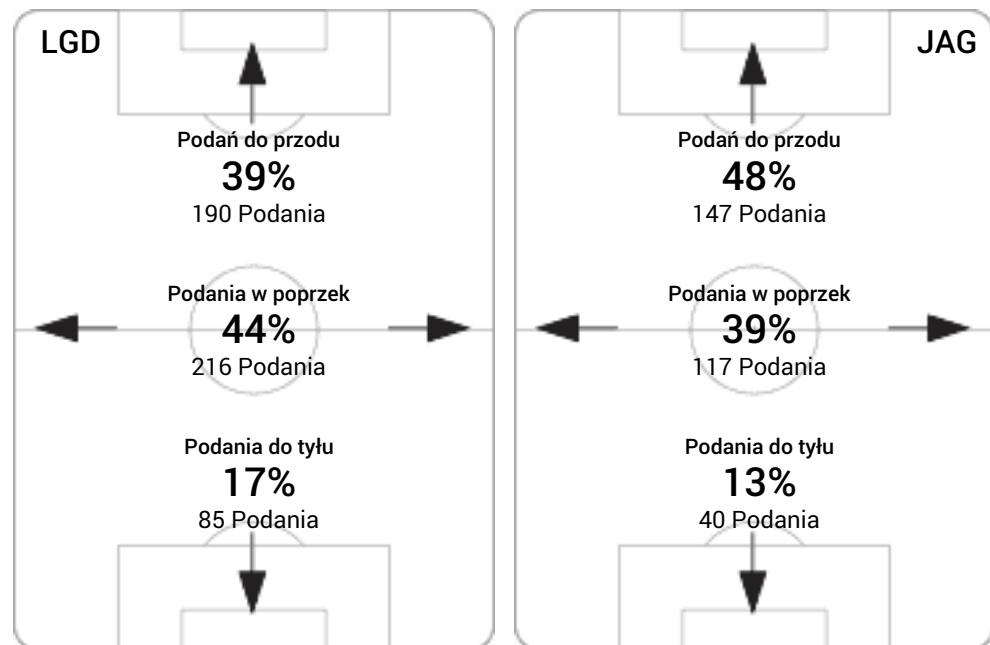 LGD
Podań do przodu
39%
190 Podania
Podania w poprzek
44%
216 Podania
Podania do tyłu
17%
85 Podania
JAG
Podań do przodu
48%
147 Podania
Podania w poprzek
39%
117 Podania
Podania do tyłu
13%
40 Podania